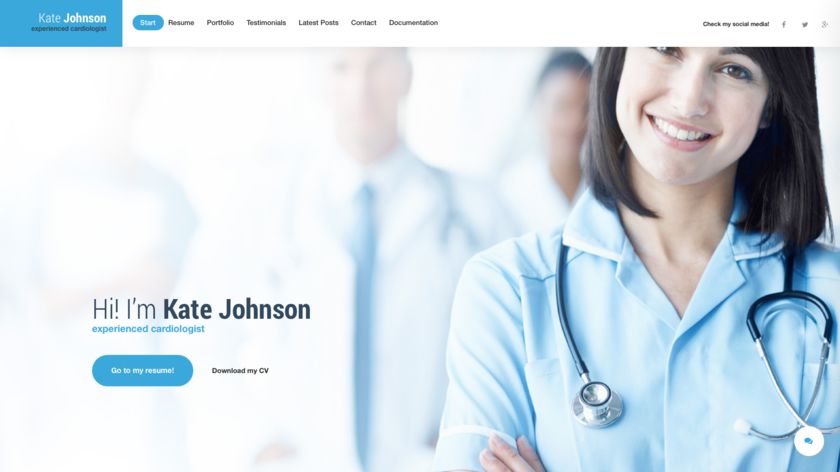 Kate Johnson
experienced cardiologist
Start Resume Portfolio Testimonials Latest Posts Contact Documentation
Check my social media!
Hi! I'm Kate Johnson
experienced cardiologist
Go to my resume! Download my CV